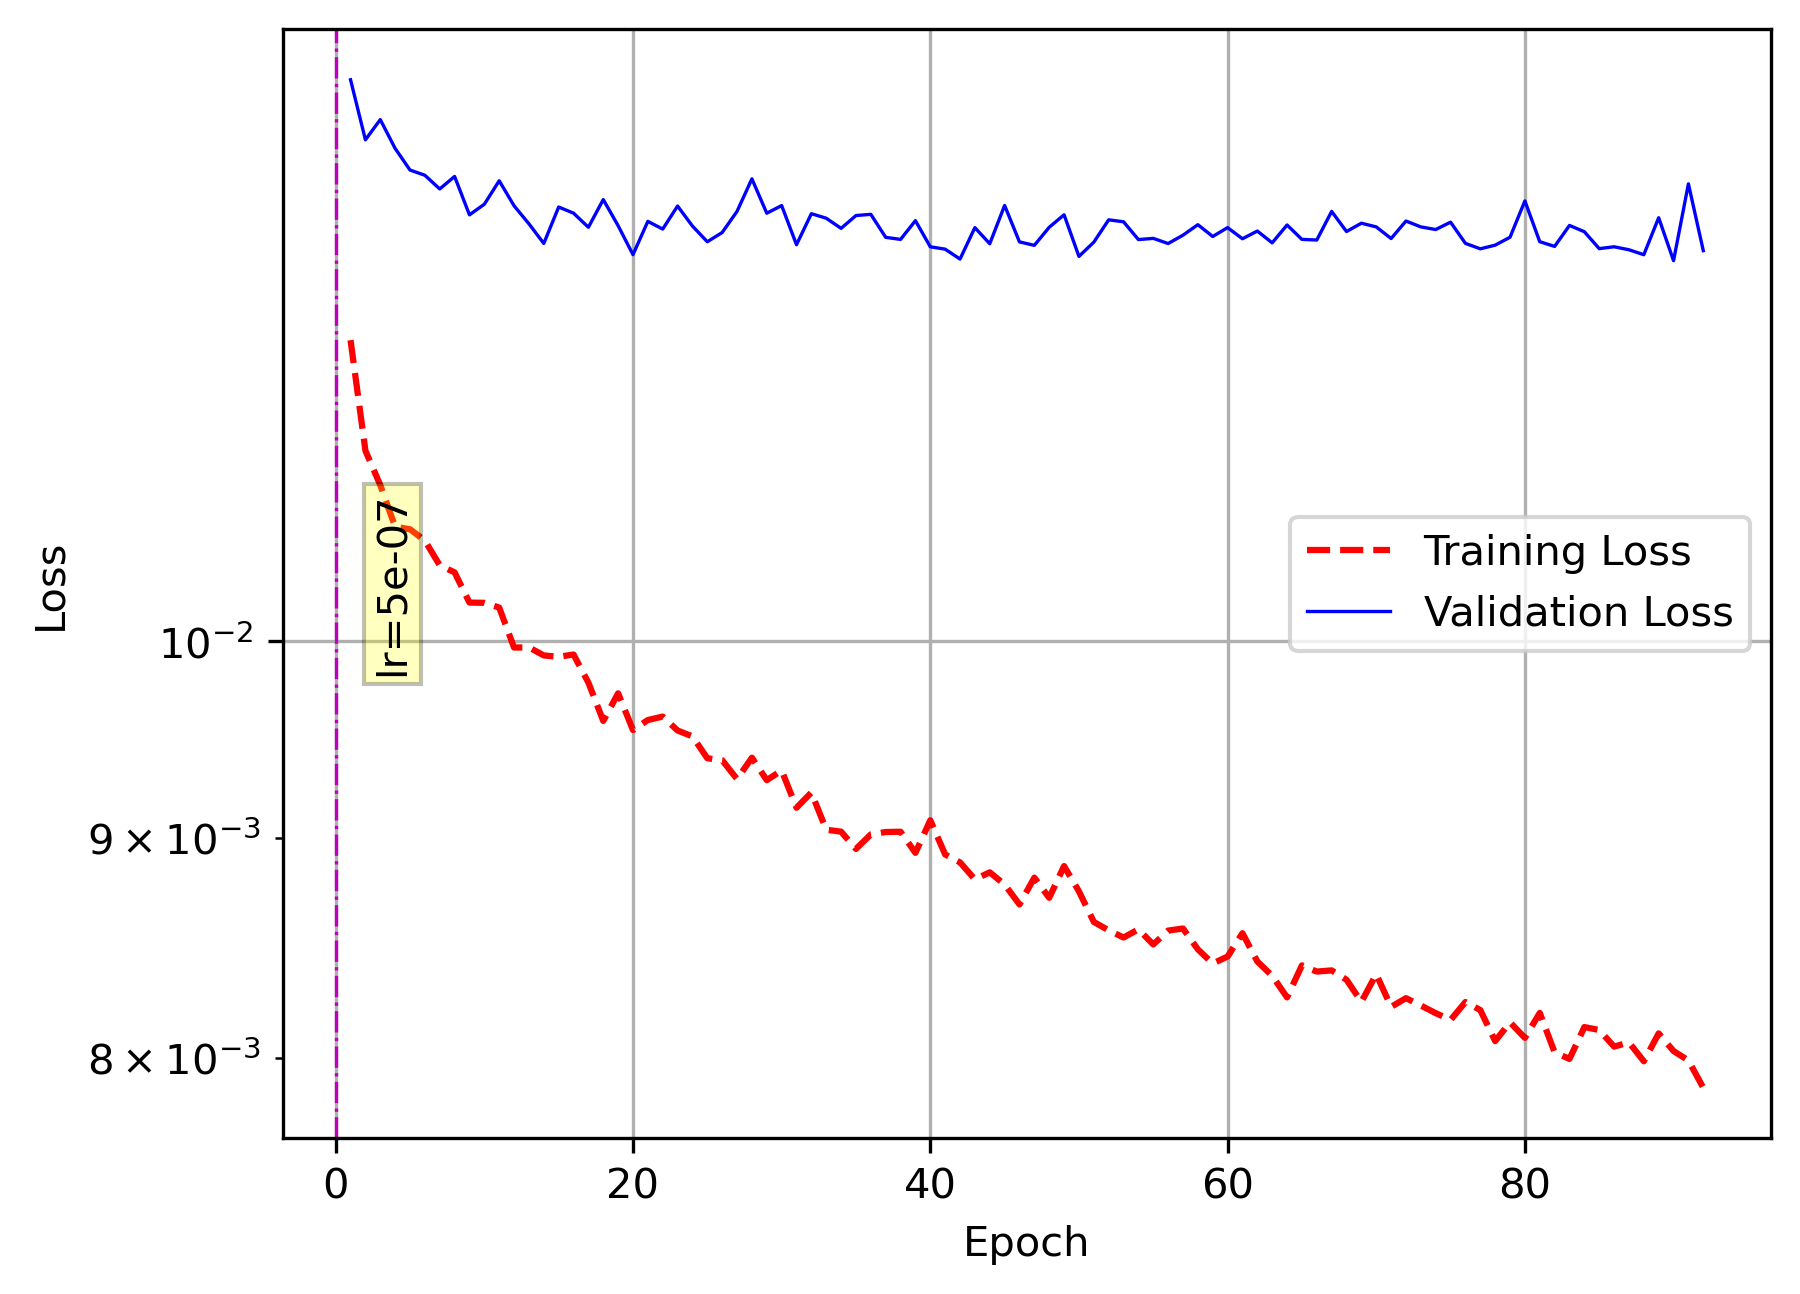 Loss
10⁻²
9 × 10⁻³
8 × 10⁻³
lr=5e-07
Training Loss
Validation Loss
0 20 40 60 80
Epoch